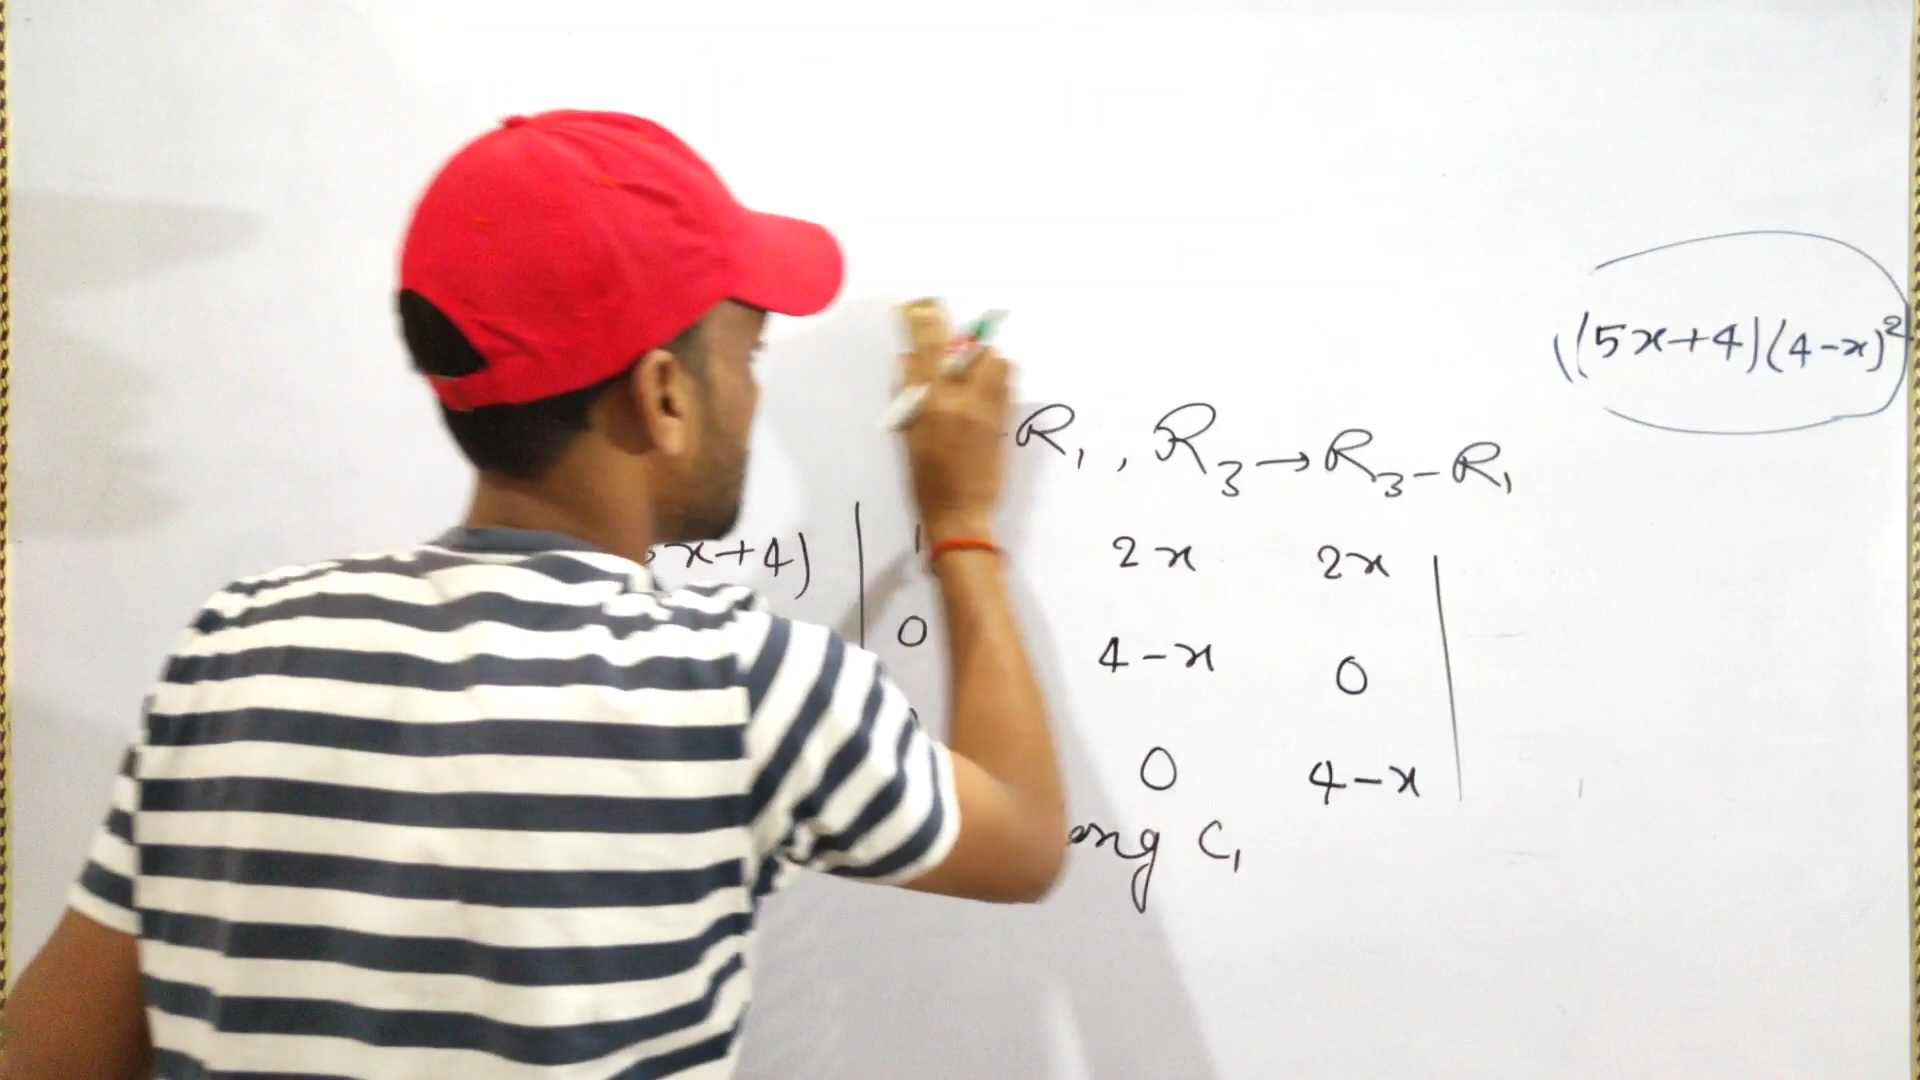 ((5x+4)(4-x)²
-R₁, R₃→R₃-R₁
5x+4) | 1 2x 2x |
0 4-x 0
0 4-x
ong C₁